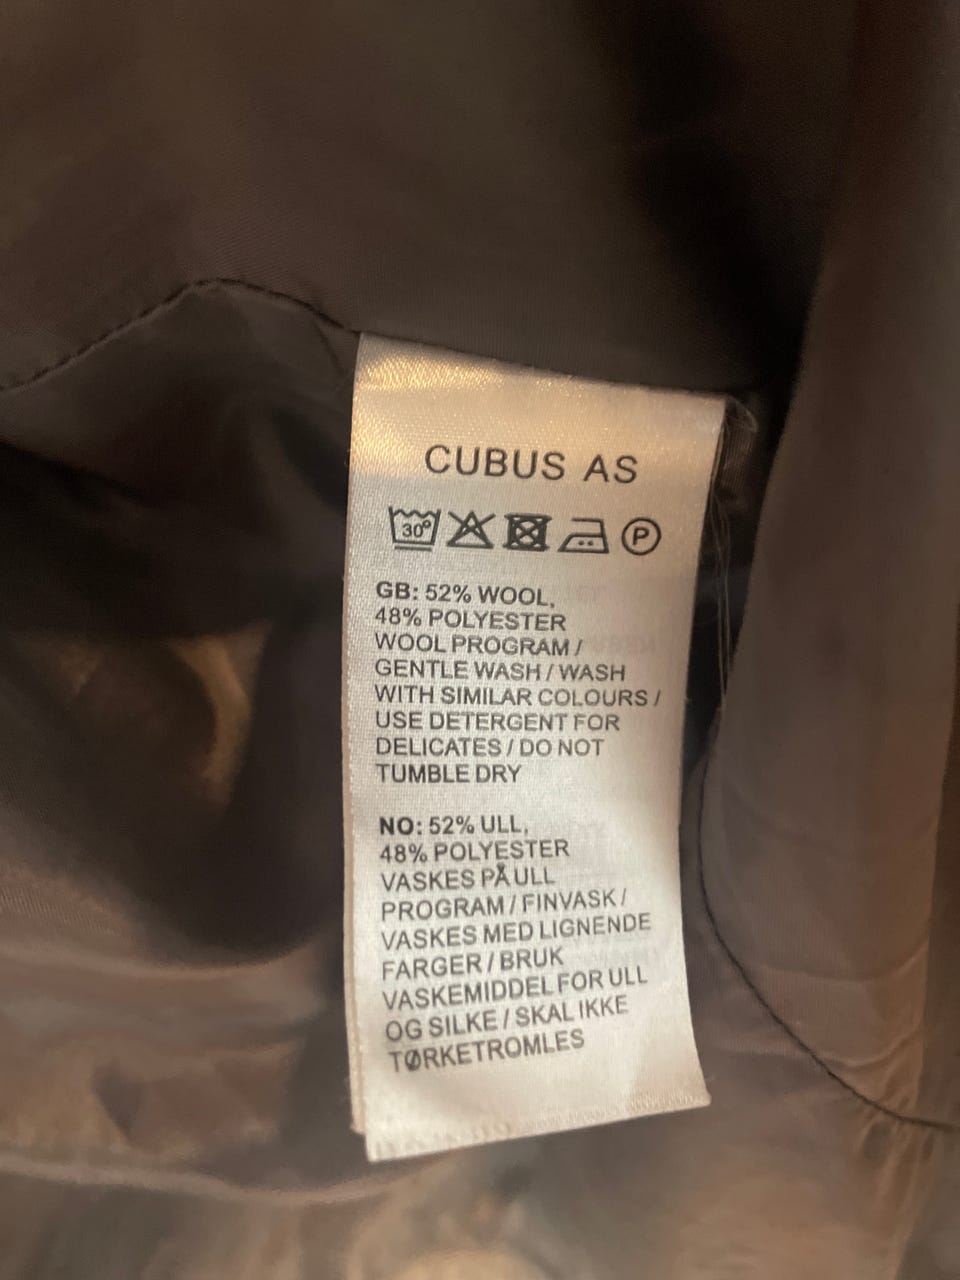 CUBUS AS
30° P
GB: 52% WOOL,
48% POLYESTER
WOOL PROGRAM /
GENTLE WASH / WASH
WITH SIMILAR COLOURS /
USE DETERGENT FOR
DELICATES / DO NOT
TUMBLE DRY
NO: 52% ULL,
48% POLYESTER
VASKES PÅ ULL
PROGRAM / FINVASK /
VASKES MED LIGNENDE
FARGER / BRUK
VASKEMIDDEL FOR ULL
OG SILKE / SKAL IKKE
TØRKETROMLES